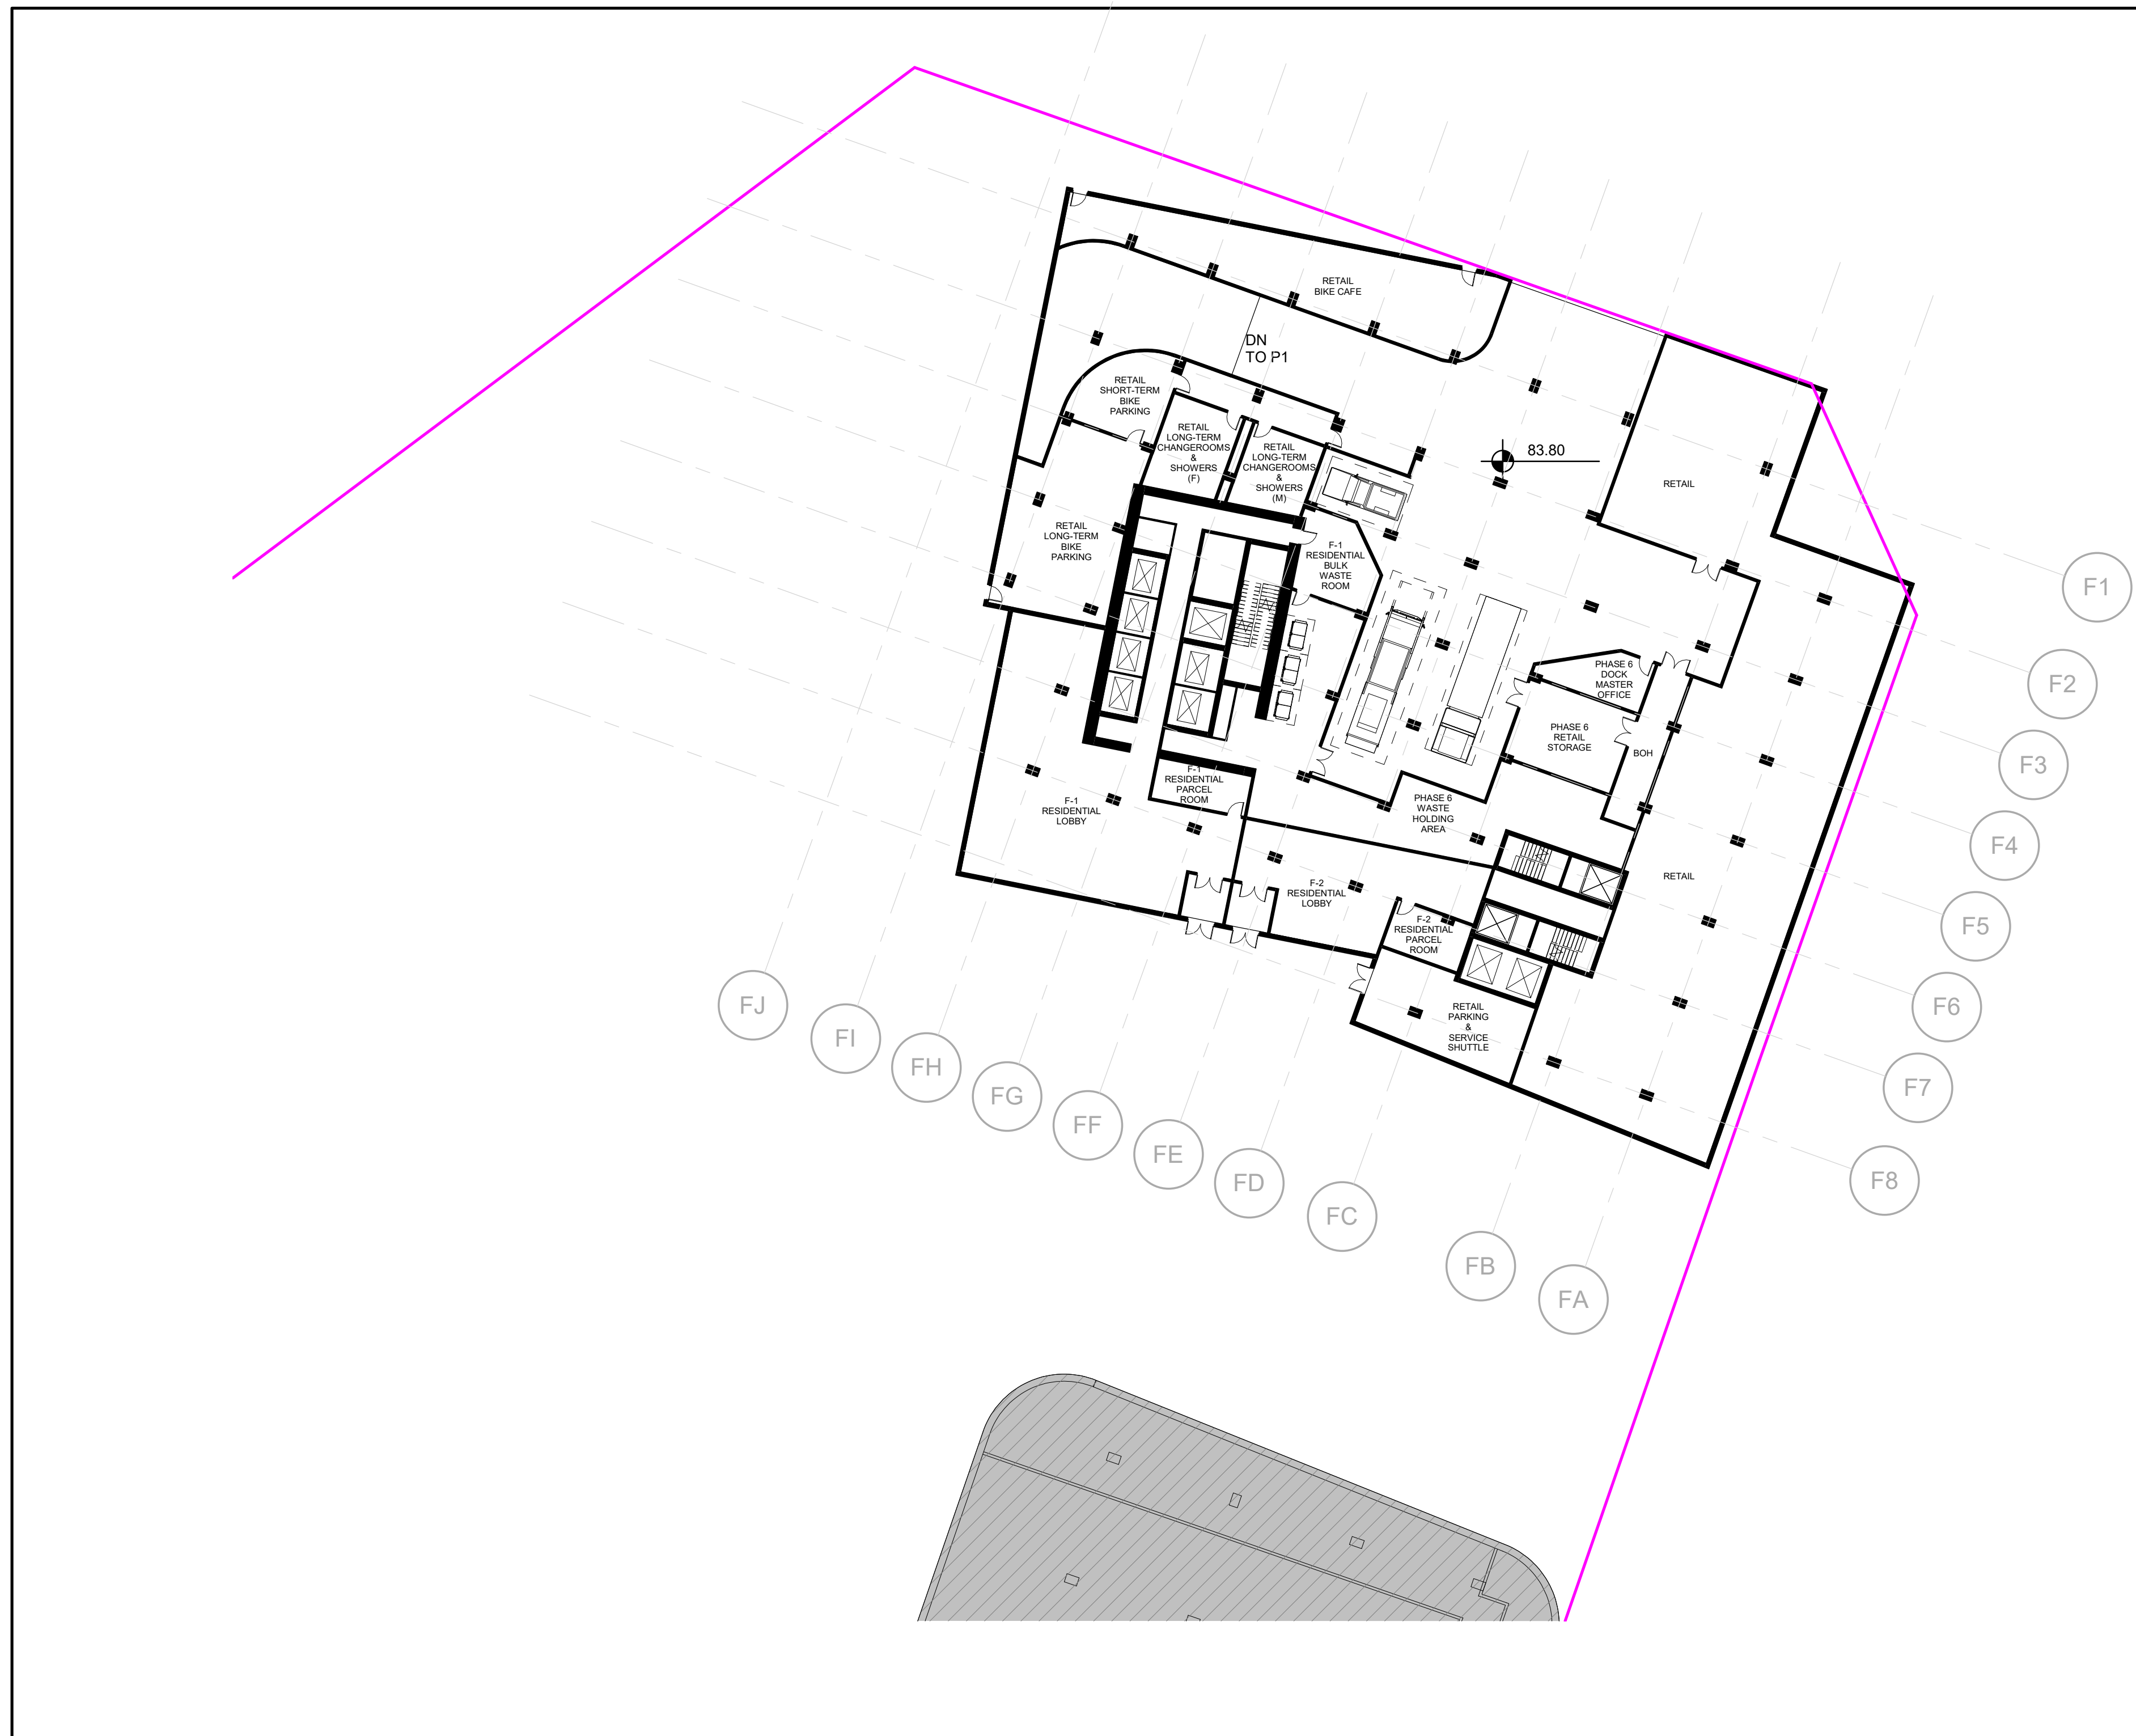 RETAIL
BIKE CAFE
DN
TO P1
RETAIL
SHORT-TERM
BIKE
PARKING
RETAIL
LONG-TERM
CHANGEROOMS
&
SHOWERS
(F)
RETAIL
LONG-TERM
CHANGEROOMS
&
SHOWERS
(M)
83.80
RETAIL
RETAIL
LONG-TERM
BIKE
PARKING
F-1
RESIDENTIAL
BULK
WASTE
ROOM
PHASE 6
DOCK
MASTER
OFFICE
PHASE 6
RETAIL
STORAGE
BOH
F-1
RESIDENTIAL
PARCEL
ROOM
F-1
RESIDENTIAL
LOBBY
PHASE 6
WASTE
HOLDING
AREA
F-2
RESIDENTIAL
LOBBY
RETAIL
F-2
RESIDENTIAL
PARCEL
ROOM
RETAIL
PARKING
&
SERVICE
SHUTTLE
F1
F2
F3
F4
F5
F6
F7
F8
FJ
FI
FH
FG
FF
FE
FD
FC
FB
FA